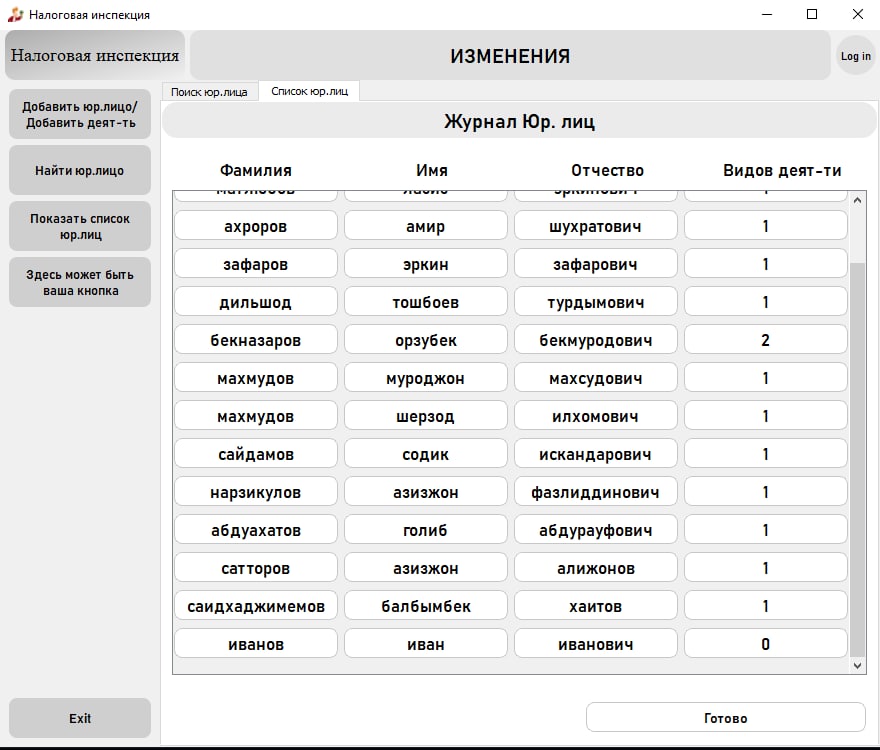 Налоговая инспекция
Налоговая инспекция
ИЗМЕНЕНИЯ
Log in
Добавить юр.лицо/
Добавить деят-ть
Найти юр.лицо
Показать список
юр.лиц
Здесь может быть
ваша кнопка
Exit
Поиск юр.лица Список юр.лиц
Журнал Юр. лиц
Фамилия Имя Отчество Видов деят-ти
ахроров амир шухратович 1
зафаров эркин зафарович 1
дильшод тошбоев турдымович 1
бекназаров орзубек бекмуродович 2
махмудов муроджон махсудович 1
махмудов шерзод илхомович 1
сайдамов содик искандарович 1
нарзикулов азизжон фазлиддинович 1
абдуахатов голиб абдурауфович 1
сатторов азизжон алижонов 1
саидхаджимемов балбымбек хаитов 1
иванов иван иванович 0
Готово